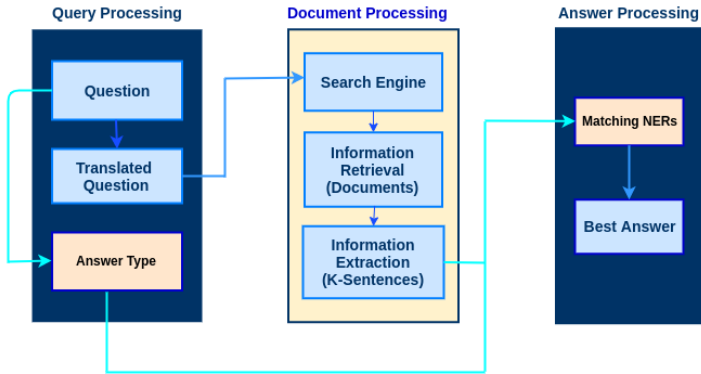 Query Processing
Document Processing
Answer Processing
Question
Translated
Question
Answer Type
Search Engine
Information
Retrieval
(Documents)
Information
Extraction
(K-Sentences)
Matching NERs
Best Answer